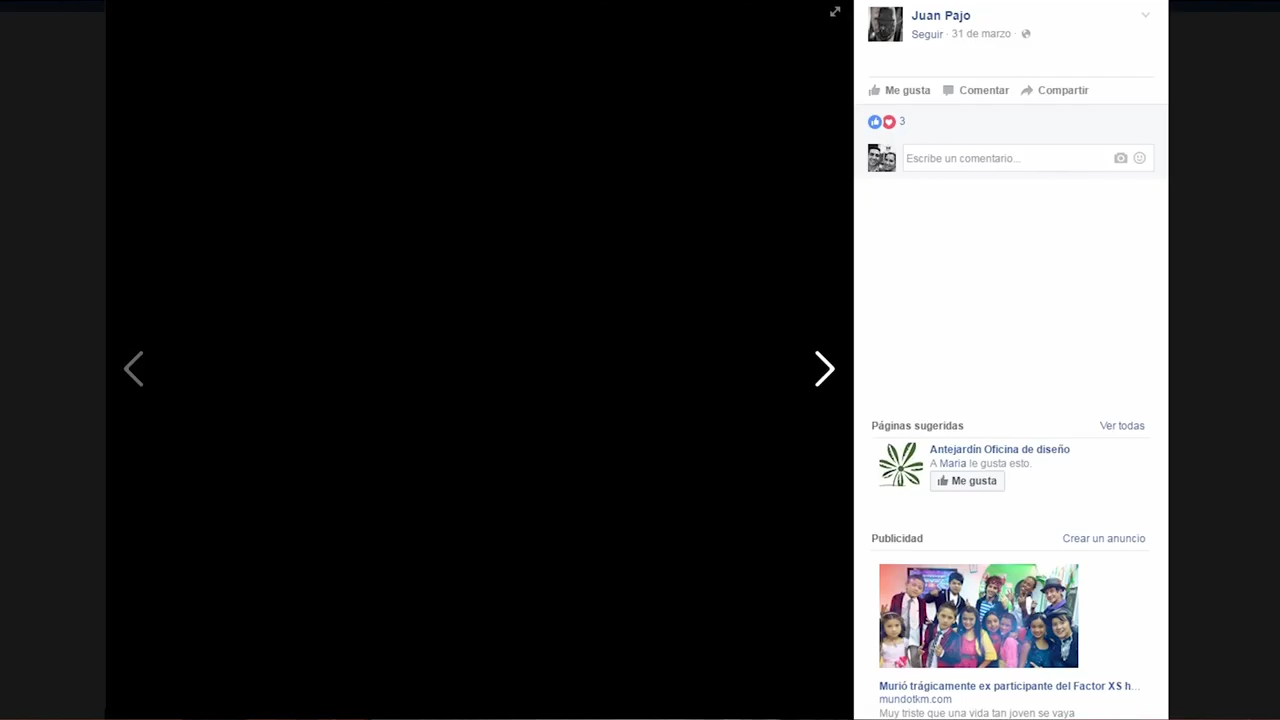 Juan Pajo
Seguir · 31 de marzo ·
Me gusta Comentar Compartir
3
Escribe un comentario...
Páginas sugeridas Ver todas
Antejardín Oficina de diseño
A Maria le gusta esto.
Me gusta
Publicidad Crear un anuncio
Murió trágicamente ex participante del Factor XS h...
mundotkm.com
Muy triste que una vida tan joven se vaya